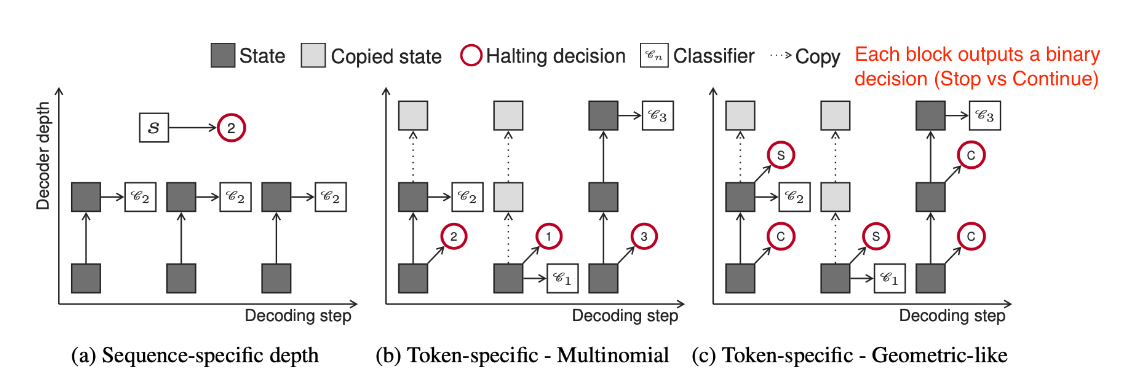 State Copied state Halting decision 𝒞n Classifier Copy
Each block outputs a binary
decision (Stop vs Continue)
Decoder depth
S 2
𝒞2 𝒞2 𝒞2
Decoding step
(a) Sequence-specific depth
𝒞3
𝒞2
2 1 3
𝒞1
Decoding step
(b) Token-specific - Multinomial
𝒞3
S C
𝒞2
C S C
𝒞1
Decoding step
(c) Token-specific - Geometric-like